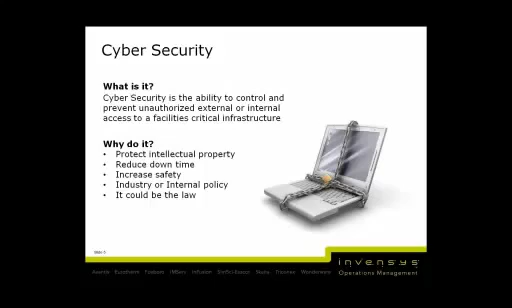 Cyber Security
What is it?
Cyber Security is the ability to control and
prevent unauthorized external or internal
access to a facilities critical infrastructure
Why do it?
• Protect intellectual property
• Reduce down time
• Increase safety
• Industry or Internal policy
• It could be the law
invensys
Operations Management
Avantis Eurotherm Foxboro IMServ InFusion SimSci-Esscor Skelta Triconex Wonderware